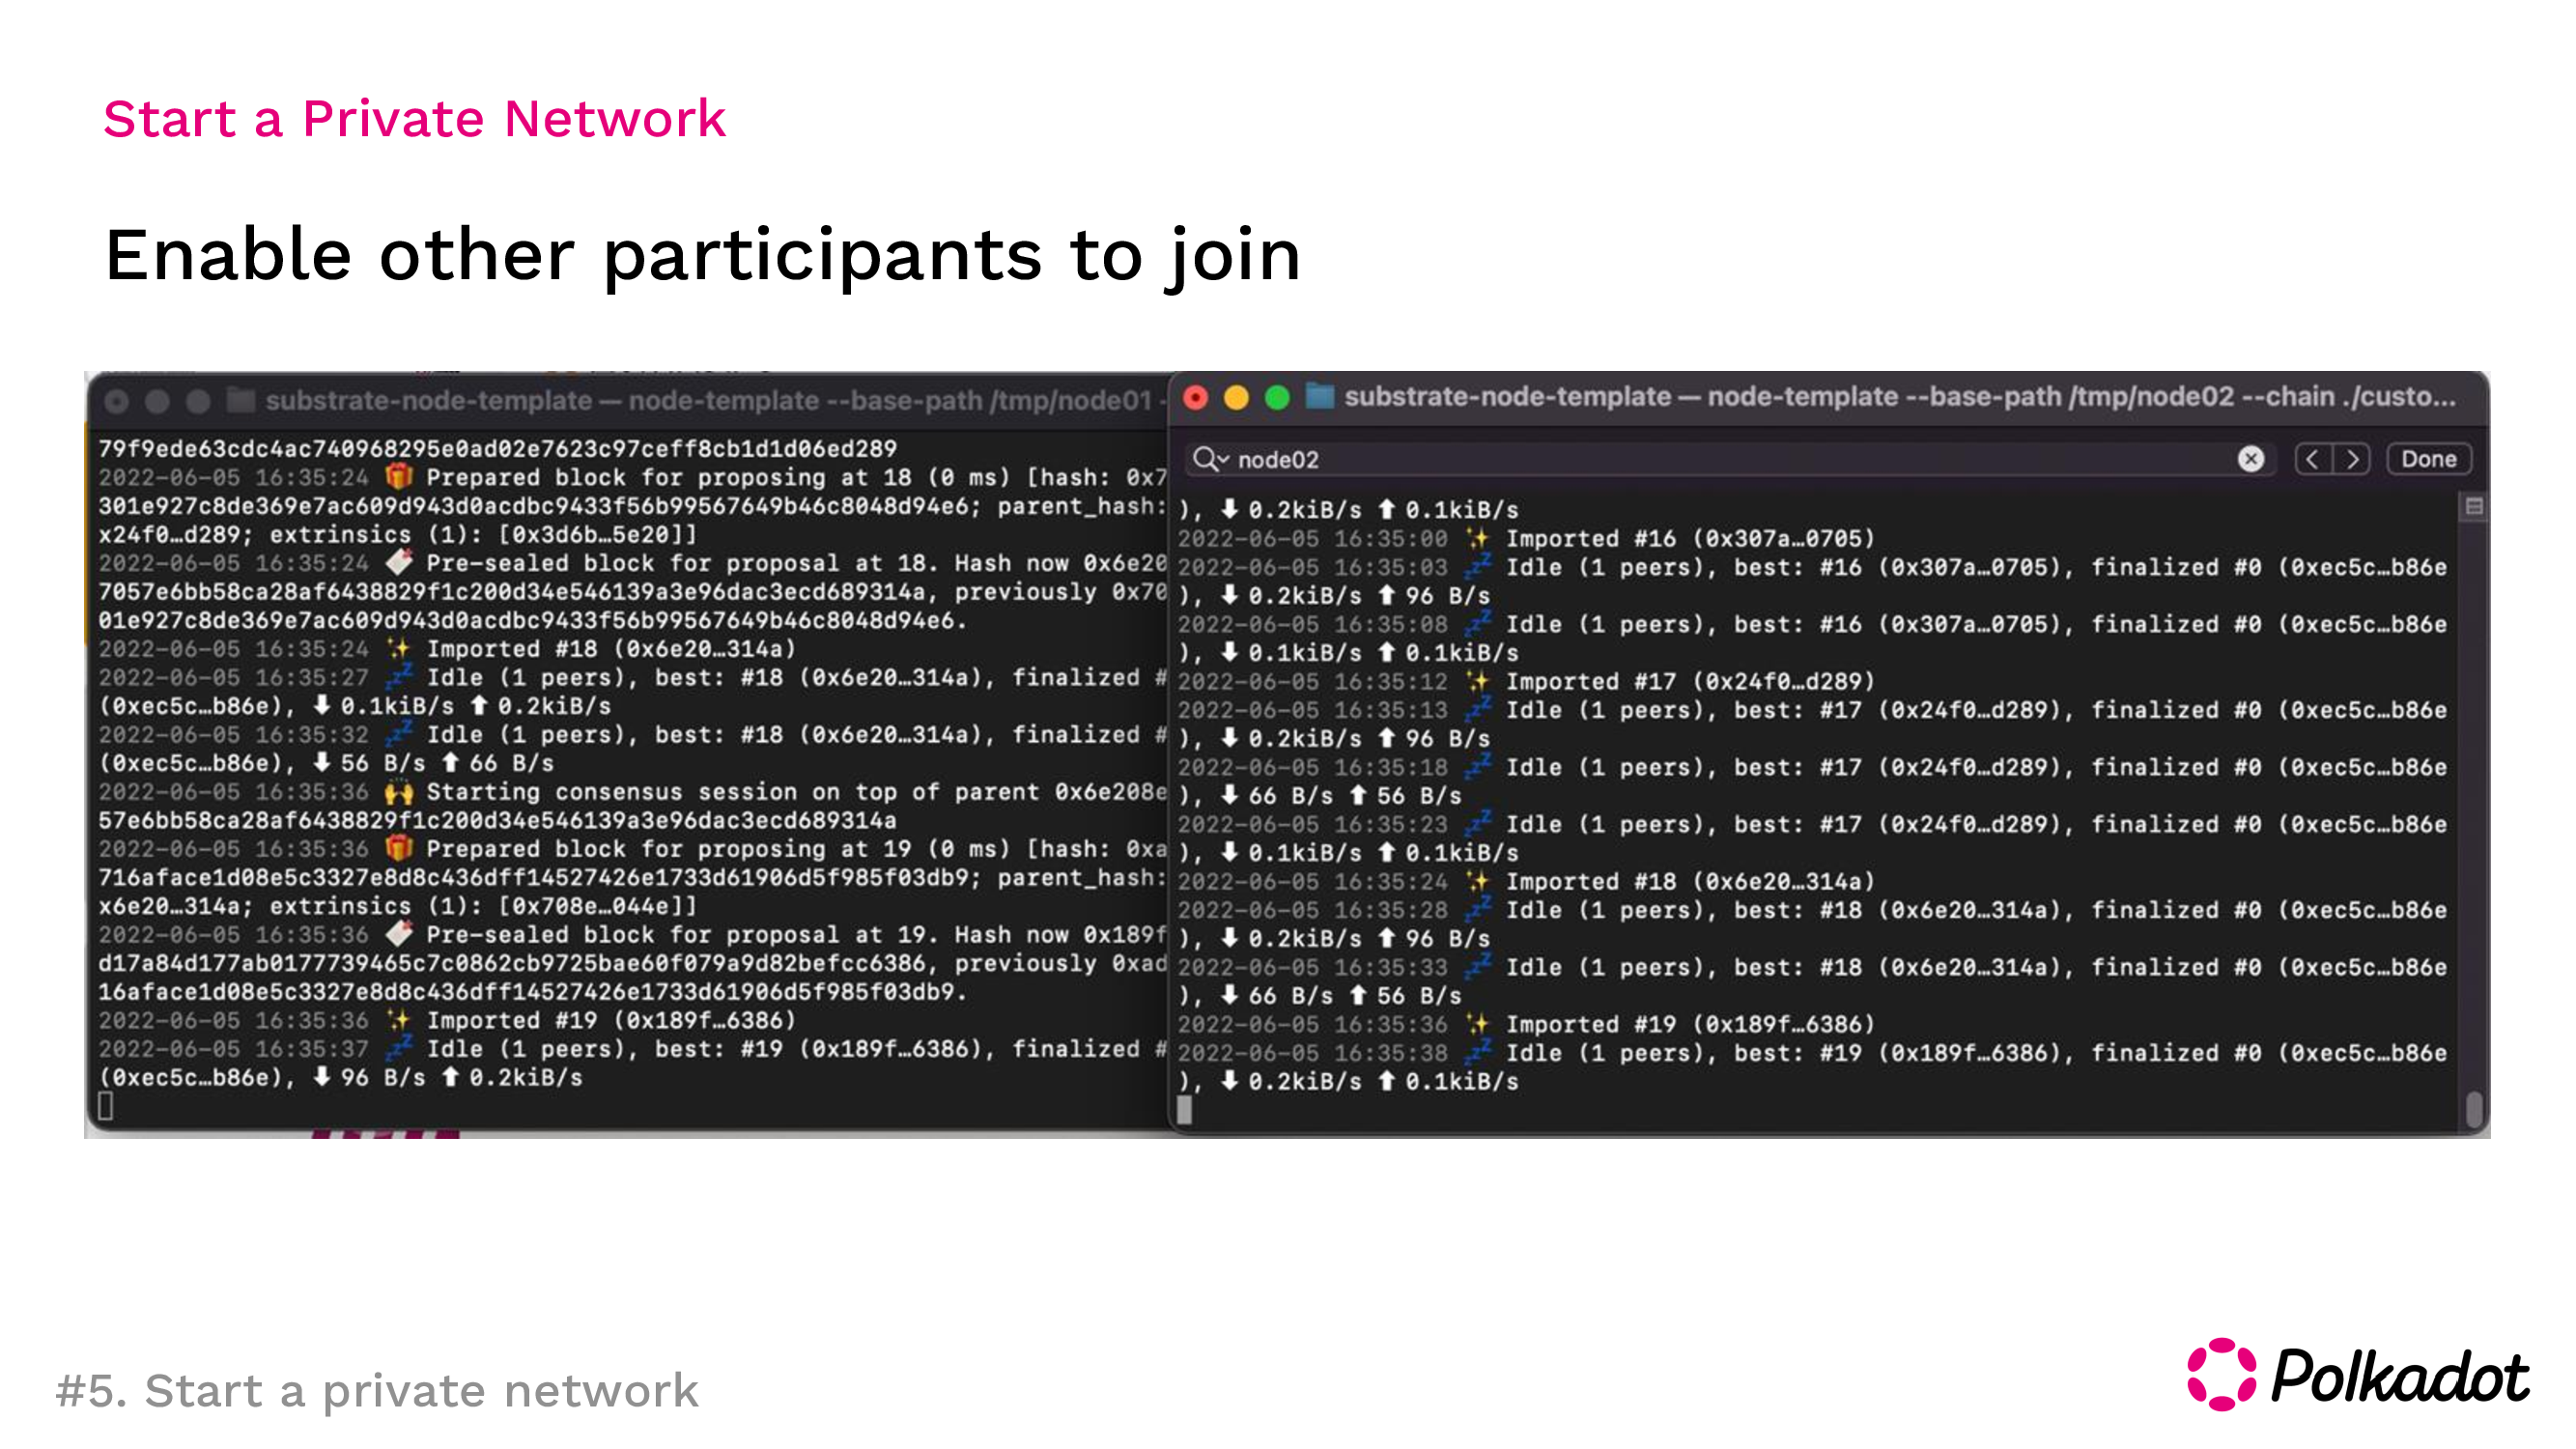 Start a Private Network
Enable other participants to join
substrate-node-template — node-template --base-path /tmp/node01 -
79f9ede63cdc4ac740968295e0ad02e7623c97ceff8cb1d1d06ed289
2022-06-05 16:35:24 🎁 Prepared block for proposing at 18 (0 ms) [hash: 0x7
301e927c8de369e7ac609d943d0acdbc9433f56b99567649b46c8048d94e6; parent_hash:
x24f0…d289; extrinsics (1): [0x3d6b…5e20]]
2022-06-05 16:35:24 🔖 Pre-sealed block for proposal at 18. Hash now 0x6e20
7057e6bb58ca28af6438829f1c200d34e546139a3e96dac3ecd689314a, previously 0x70
01e927c8de369e7ac609d943d0acdbc9433f56b99567649b46c8048d94e6.
2022-06-05 16:35:24 ✨ Imported #18 (0x6e20…314a)
2022-06-05 16:35:27 💤 Idle (1 peers), best: #18 (0x6e20…314a), finalized #
(0xec5c…b86e), ⬇ 0.1kiB/s ⬆ 0.2kiB/s
2022-06-05 16:35:32 💤 Idle (1 peers), best: #18 (0x6e20…314a), finalized #
(0xec5c…b86e), ⬇ 56 B/s ⬆ 66 B/s
2022-06-05 16:35:36 🙌 Starting consensus session on top of parent 0x6e208e
57e6bb58ca28af6438829f1c200d34e546139a3e96dac3ecd689314a
2022-06-05 16:35:36 🎁 Prepared block for proposing at 19 (0 ms) [hash: 0xa
716aface1d08e5c3327e8d8c436dff14527426e1733d61906d5f985f03db9; parent_hash:
x6e20…314a; extrinsics (1): [0x708e…044e]]
2022-06-05 16:35:36 🔖 Pre-sealed block for proposal at 19. Hash now 0x189f
d17a84d177ab0177739465c7c0862cb9725bae60f079a9d82befcc6386, previously 0xad
16aface1d08e5c3327e8d8c436dff14527426e1733d61906d5f985f03db9.
2022-06-05 16:35:36 ✨ Imported #19 (0x189f…6386)
2022-06-05 16:35:37 💤 Idle (1 peers), best: #19 (0x189f…6386), finalized #
(0xec5c…b86e), ⬇ 96 B/s ⬆ 0.2kiB/s
substrate-node-template — node-template --base-path /tmp/node02 --chain ./custo...
node02
Done
), ⬇ 0.2kiB/s ⬆ 0.1kiB/s
2022-06-05 16:35:00 ✨ Imported #16 (0x307a…0705)
2022-06-05 16:35:03 💤 Idle (1 peers), best: #16 (0x307a…0705), finalized #0 (0xec5c…b86e
), ⬇ 0.2kiB/s ⬆ 96 B/s
2022-06-05 16:35:08 💤 Idle (1 peers), best: #16 (0x307a…0705), finalized #0 (0xec5c…b86e
), ⬇ 0.1kiB/s ⬆ 0.1kiB/s
2022-06-05 16:35:12 ✨ Imported #17 (0x24f0…d289)
2022-06-05 16:35:13 💤 Idle (1 peers), best: #17 (0x24f0…d289), finalized #0 (0xec5c…b86e
), ⬇ 0.2kiB/s ⬆ 96 B/s
2022-06-05 16:35:18 💤 Idle (1 peers), best: #17 (0x24f0…d289), finalized #0 (0xec5c…b86e
), ⬇ 66 B/s ⬆ 56 B/s
2022-06-05 16:35:23 💤 Idle (1 peers), best: #17 (0x24f0…d289), finalized #0 (0xec5c…b86e
), ⬇ 0.1kiB/s ⬆ 0.1kiB/s
2022-06-05 16:35:24 ✨ Imported #18 (0x6e20…314a)
2022-06-05 16:35:28 💤 Idle (1 peers), best: #18 (0x6e20…314a), finalized #0 (0xec5c…b86e
), ⬇ 0.2kiB/s ⬆ 96 B/s
2022-06-05 16:35:33 💤 Idle (1 peers), best: #18 (0x6e20…314a), finalized #0 (0xec5c…b86e
), ⬇ 66 B/s ⬆ 56 B/s
2022-06-05 16:35:36 ✨ Imported #19 (0x189f…6386)
2022-06-05 16:35:38 💤 Idle (1 peers), best: #19 (0x189f…6386), finalized #0 (0xec5c…b86e
), ⬇ 0.2kiB/s ⬆ 0.1kiB/s
#5. Start a private network
Polkadot